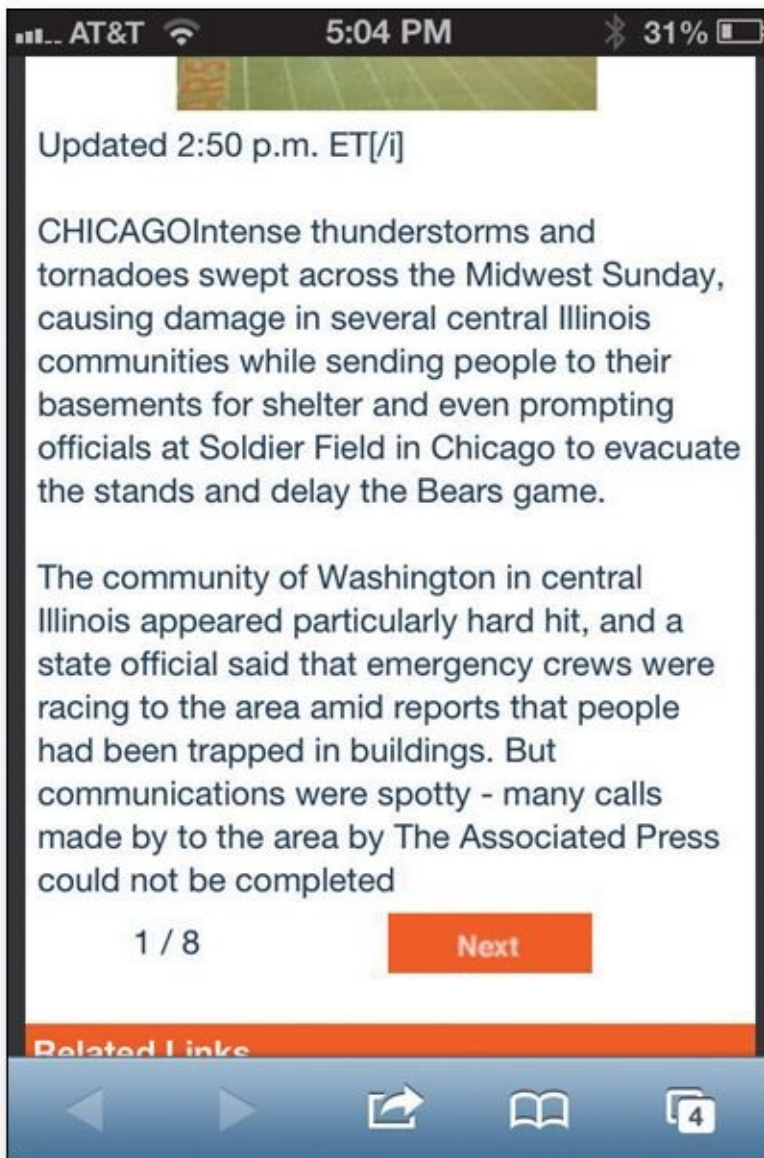 AT&T 5:04 PM 31%
ARS
Updated 2:50 p.m. ET[/i]
CHICAGOIntense thunderstorms and
tornadoes swept across the Midwest Sunday,
causing damage in several central Illinois
communities while sending people to their
basements for shelter and even prompting
officials at Soldier Field in Chicago to evacuate
the stands and delay the Bears game.
The community of Washington in central
Illinois appeared particularly hard hit, and a
state official said that emergency crews were
racing to the area amid reports that people
had been trapped in buildings. But
communications were spotty - many calls
made by to the area by The Associated Press
could not be completed
1 / 8 Next
Related Links
4